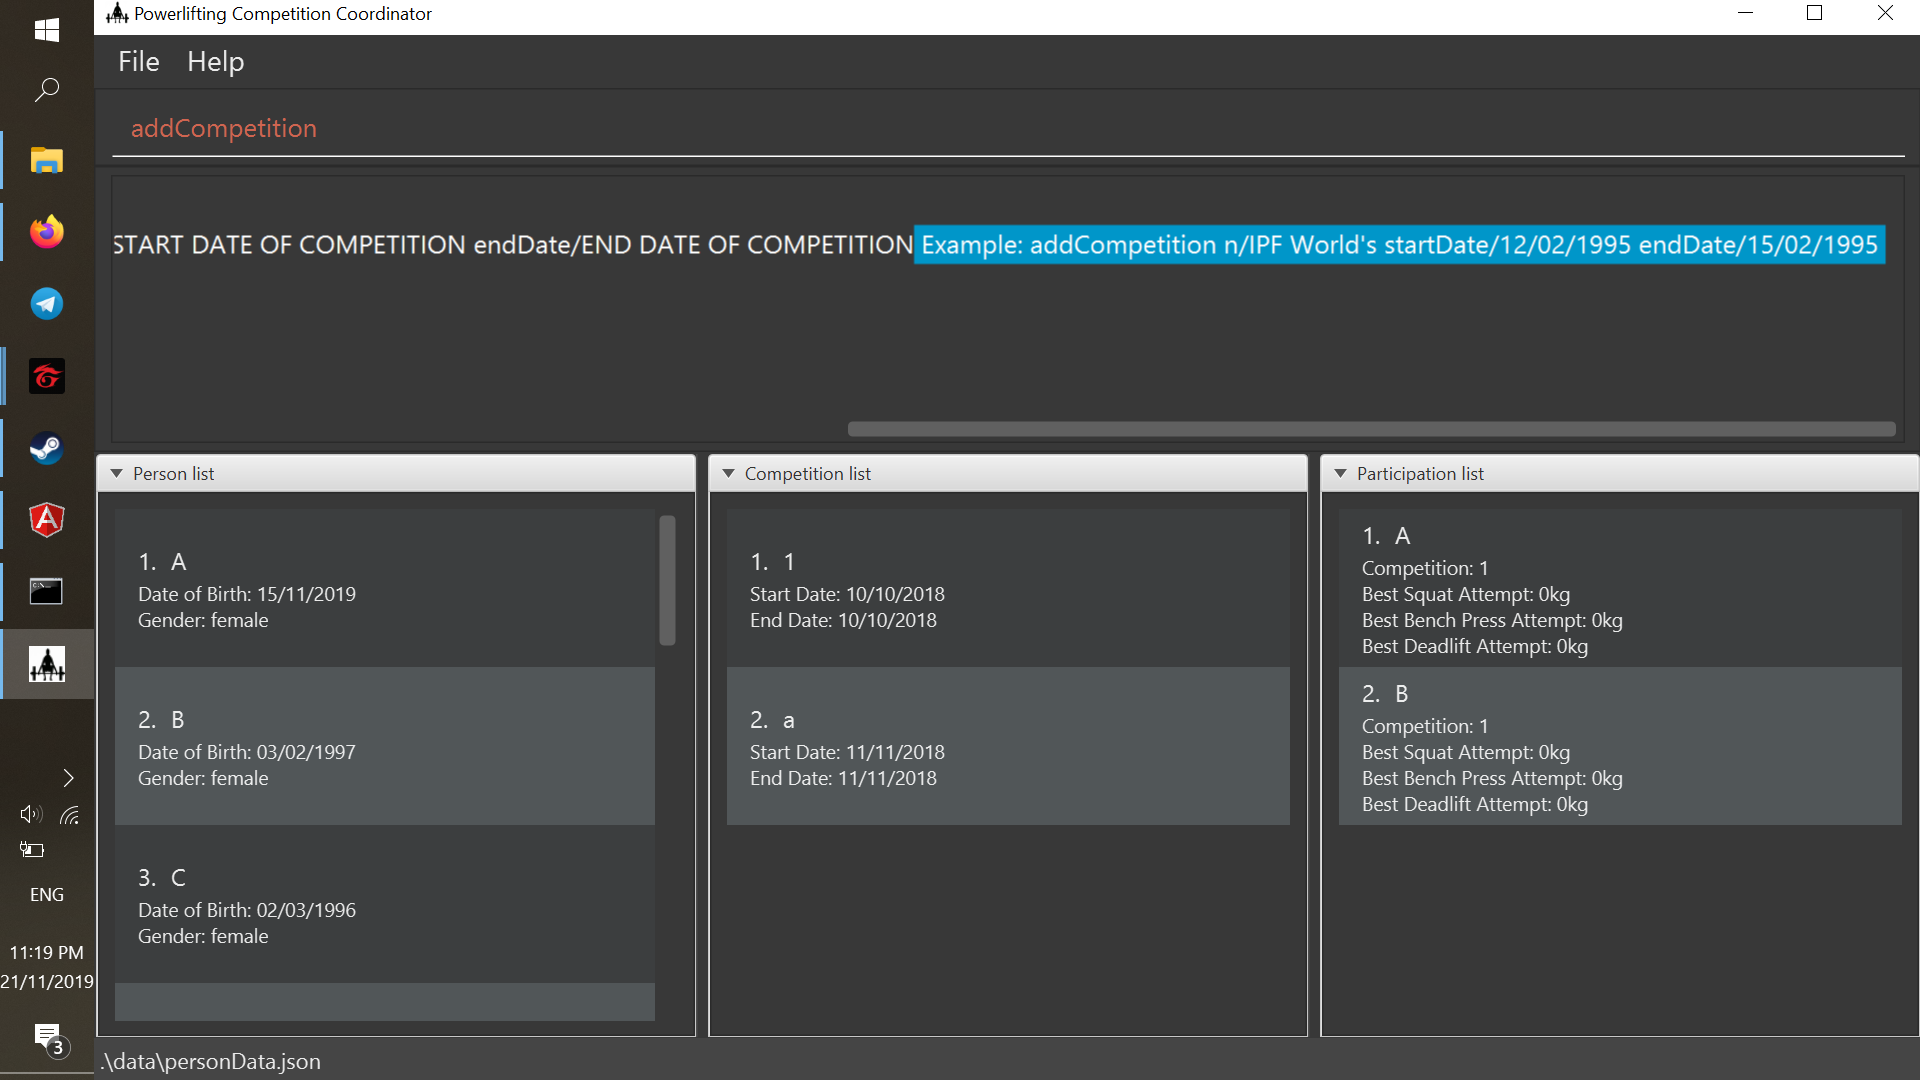 Powerlifting Competition Coordinator
File Help
addCompetition
START DATE OF COMPETITION endDate/END DATE OF COMPETITION Example: addCompetition n/IPF World's startDate/12/02/1995 endDate/15/02/1995
Person list
1. A
Date of Birth: 15/11/2019
Gender: female
2. B
Date of Birth: 03/02/1997
Gender: female
3. C
Date of Birth: 02/03/1996
Gender: female
Competition list
1. 1
Start Date: 10/10/2018
End Date: 10/10/2018
2. a
Start Date: 11/11/2018
End Date: 11/11/2018
Participation list
1. A
Competition: 1
Best Squat Attempt: 0kg
Best Bench Press Attempt: 0kg
Best Deadlift Attempt: 0kg
2. B
Competition: 1
Best Squat Attempt: 0kg
Best Bench Press Attempt: 0kg
Best Deadlift Attempt: 0kg
.\data\personData.json
ENG
11:19 PM
21/11/2019
3